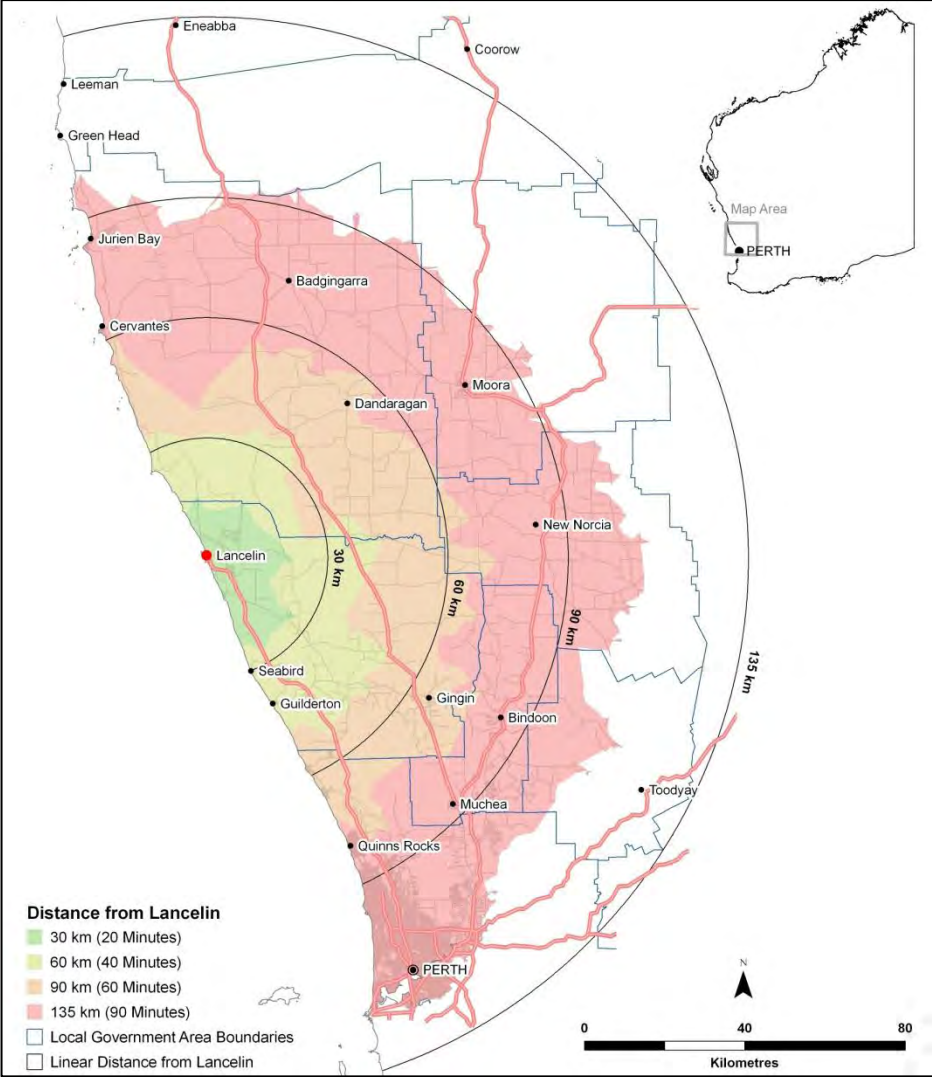 Eneabba
Coorow
Leeman
Green Head
Map Area
PERTH
Jurien Bay
Badgingarra
Cervantes
Moora
Dandaragan
New Norcia
Lancelin
30 km
60 km
90 km
135 km
Seabird
Guilderton
Gingin
Bindoon
Toodyay
Muchea
Quinns Rocks
PERTH
Distance from Lancelin
30 km (20 Minutes)
60 km (40 Minutes)
90 km (60 Minutes)
135 km (90 Minutes)
Local Government Area Boundaries
Linear Distance from Lancelin
N
0 40 80
Kilometres